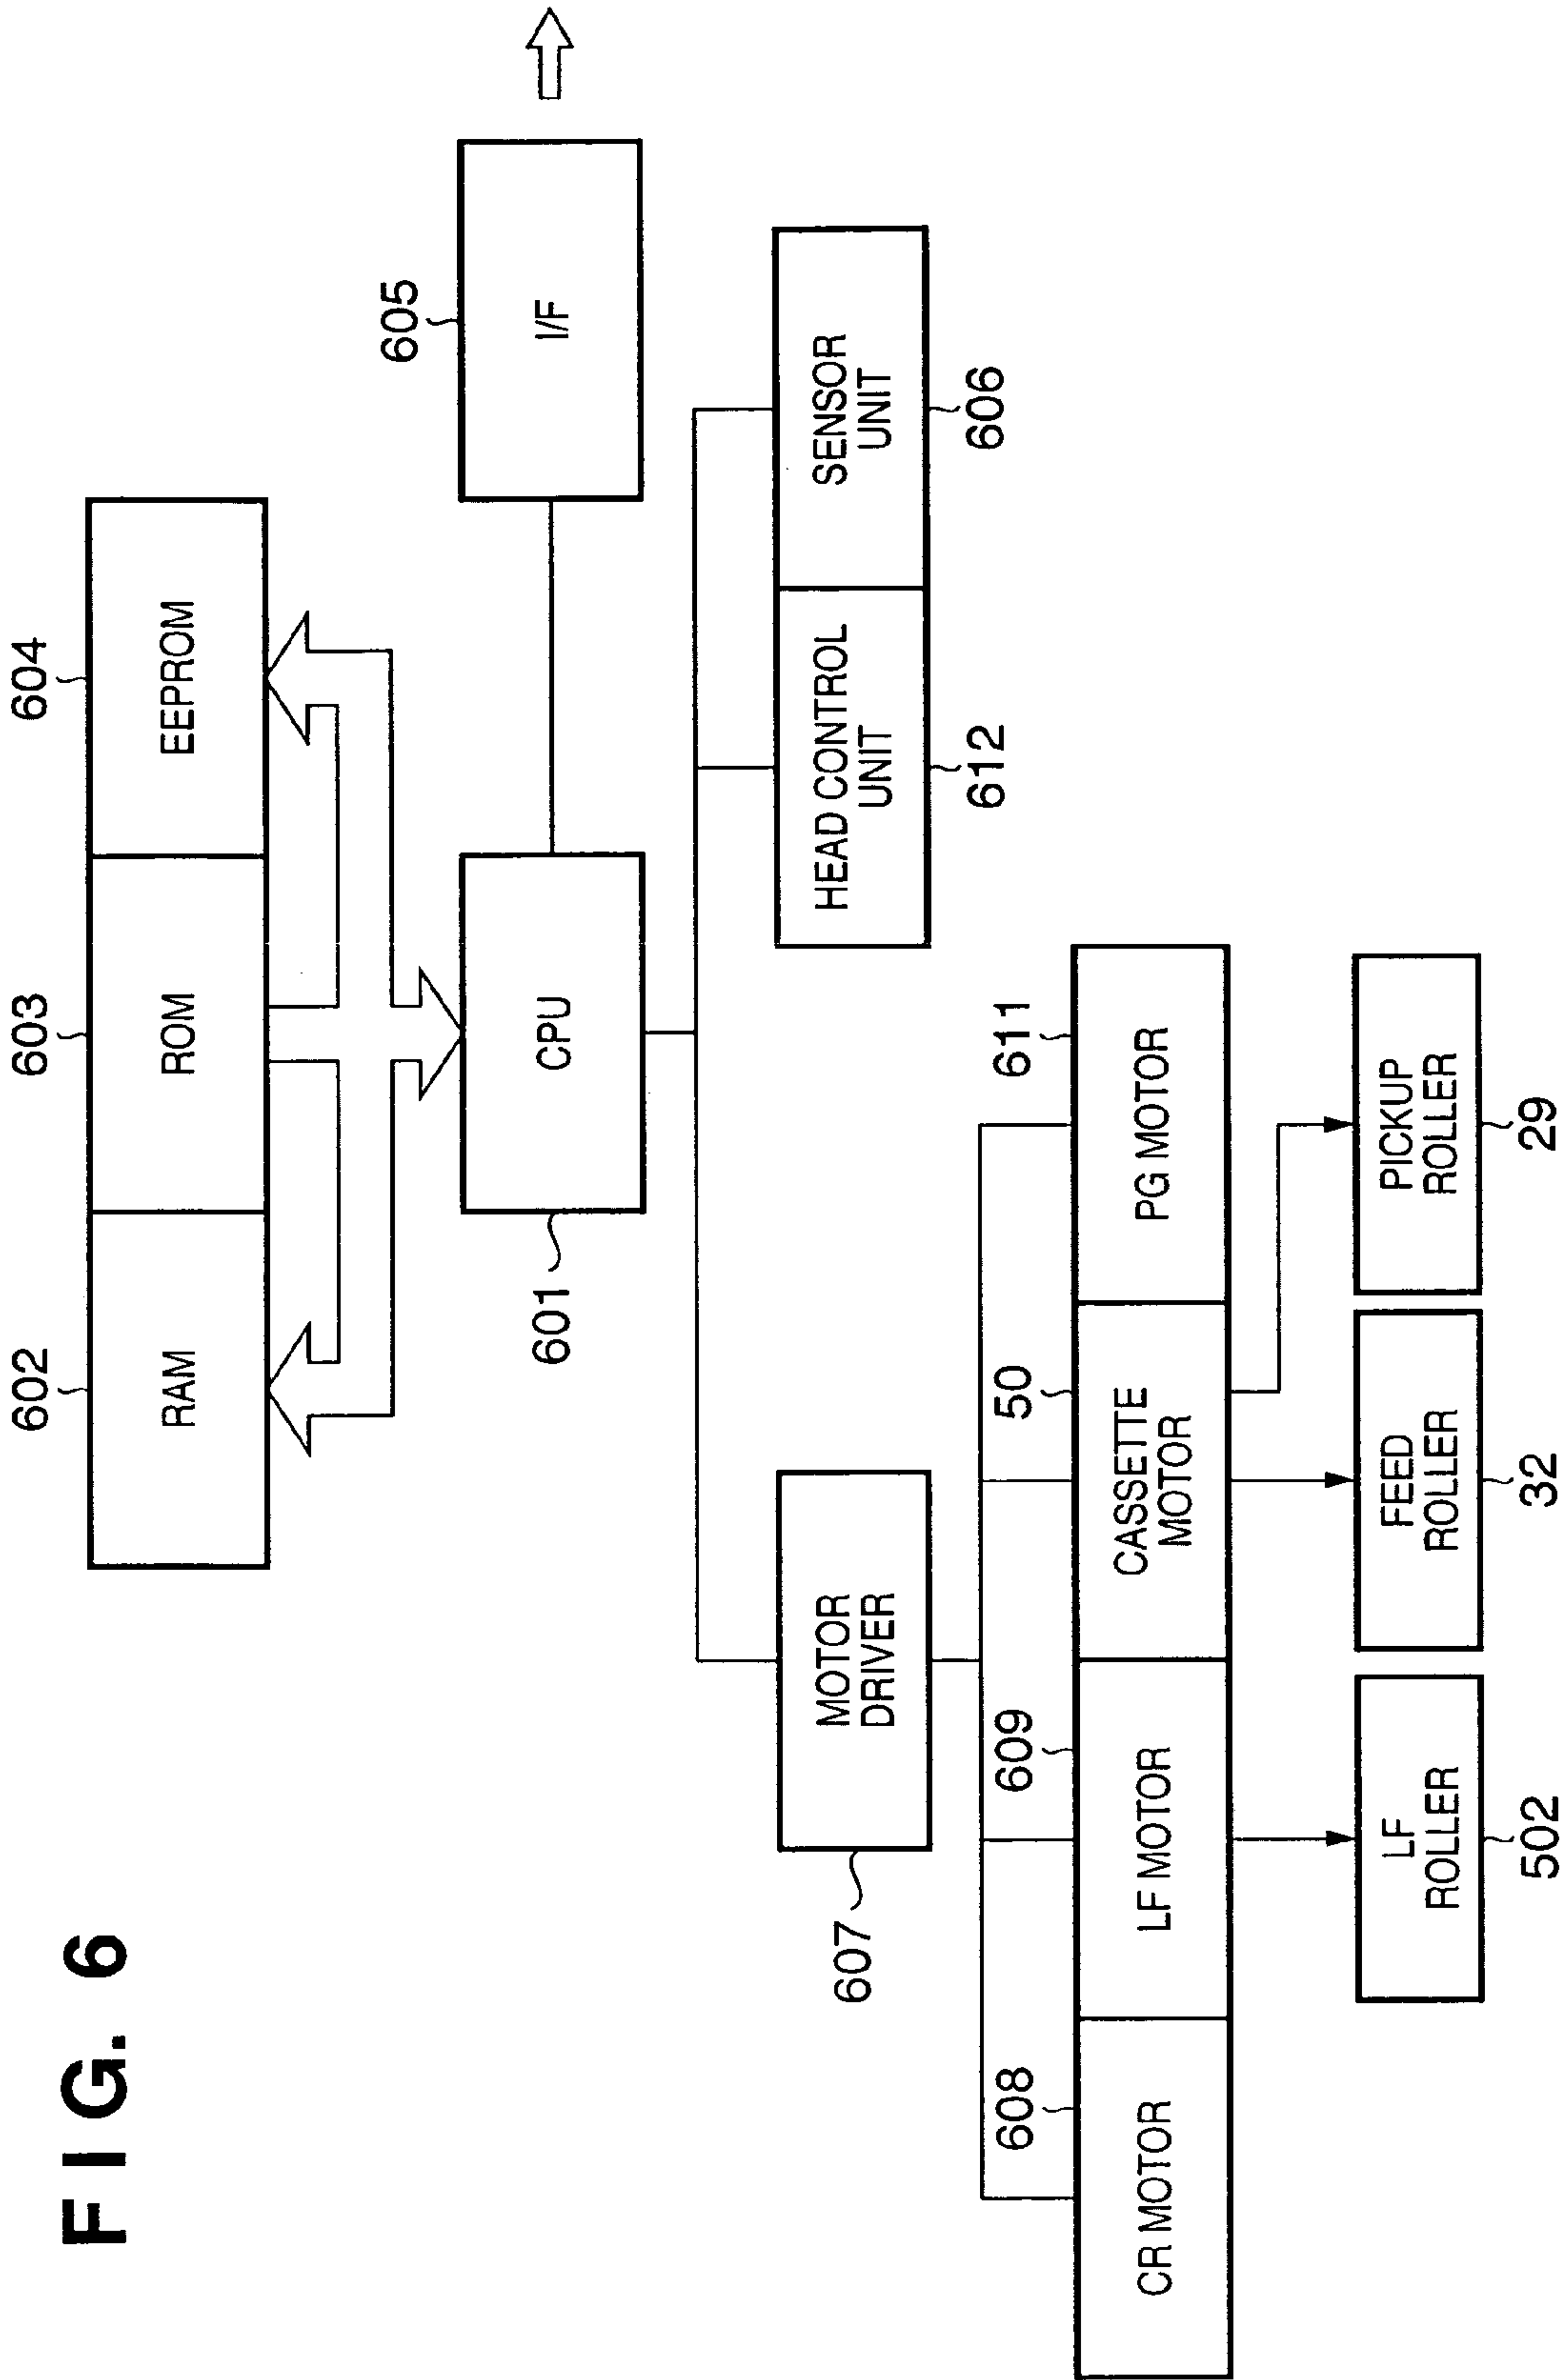 FIG. 6
602
603
604
RAM
ROM
EEPROM
605
601
CPU
I/F
607
MOTOR
DRIVER
HEAD CONTROL
UNIT
SENSOR
UNIT
612
606
608
609
50
611
CR MOTOR
LF MOTOR
CASSETTE
MOTOR
PG MOTOR
LF
ROLLER
FEED
ROLLER
PICKUP
ROLLER
502
32
29